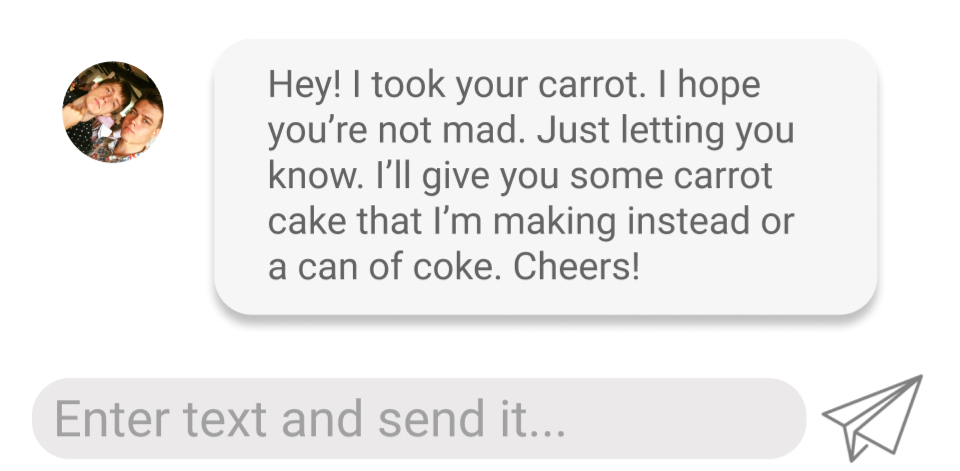 Hey! I took your carrot. I hope
you’re not mad. Just letting you
know. I’ll give you some carrot
cake that I’m making instead or
a can of coke. Cheers!
Enter text and send it...